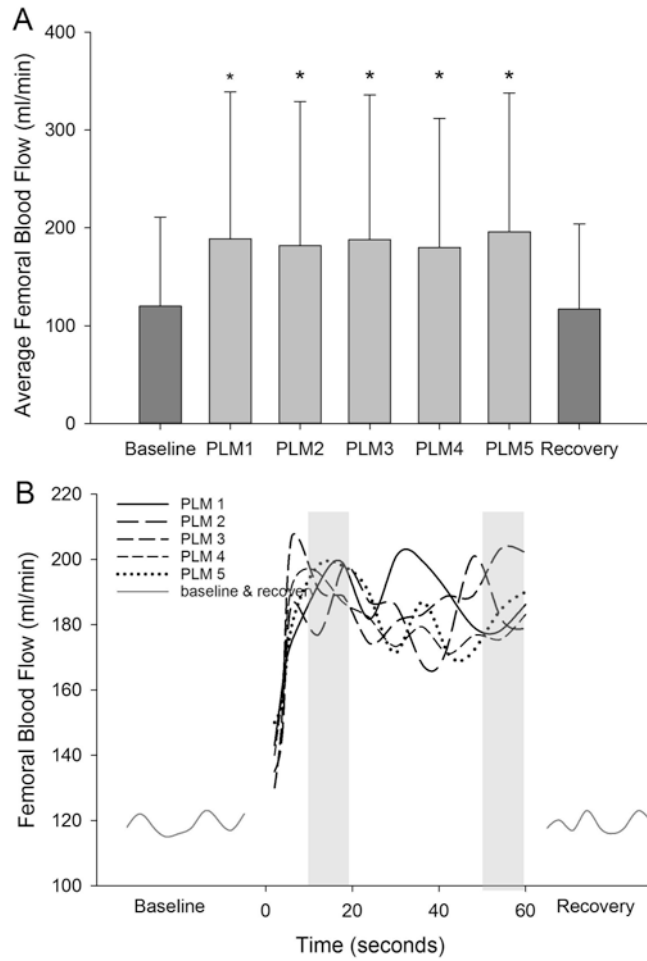 A
Average Femoral Blood Flow (ml/min)
400
300
200
100
0
* * * * *
Baseline PLM1 PLM2 PLM3 PLM4 PLM5 Recovery
B
Femoral Blood Flow (ml/min)
220
200
180
160
140
120
100
PLM 1
PLM 2
PLM 3
PLM 4
PLM 5
baseline & recovery
Baseline 0 20 40 60 Recovery
Time (seconds)